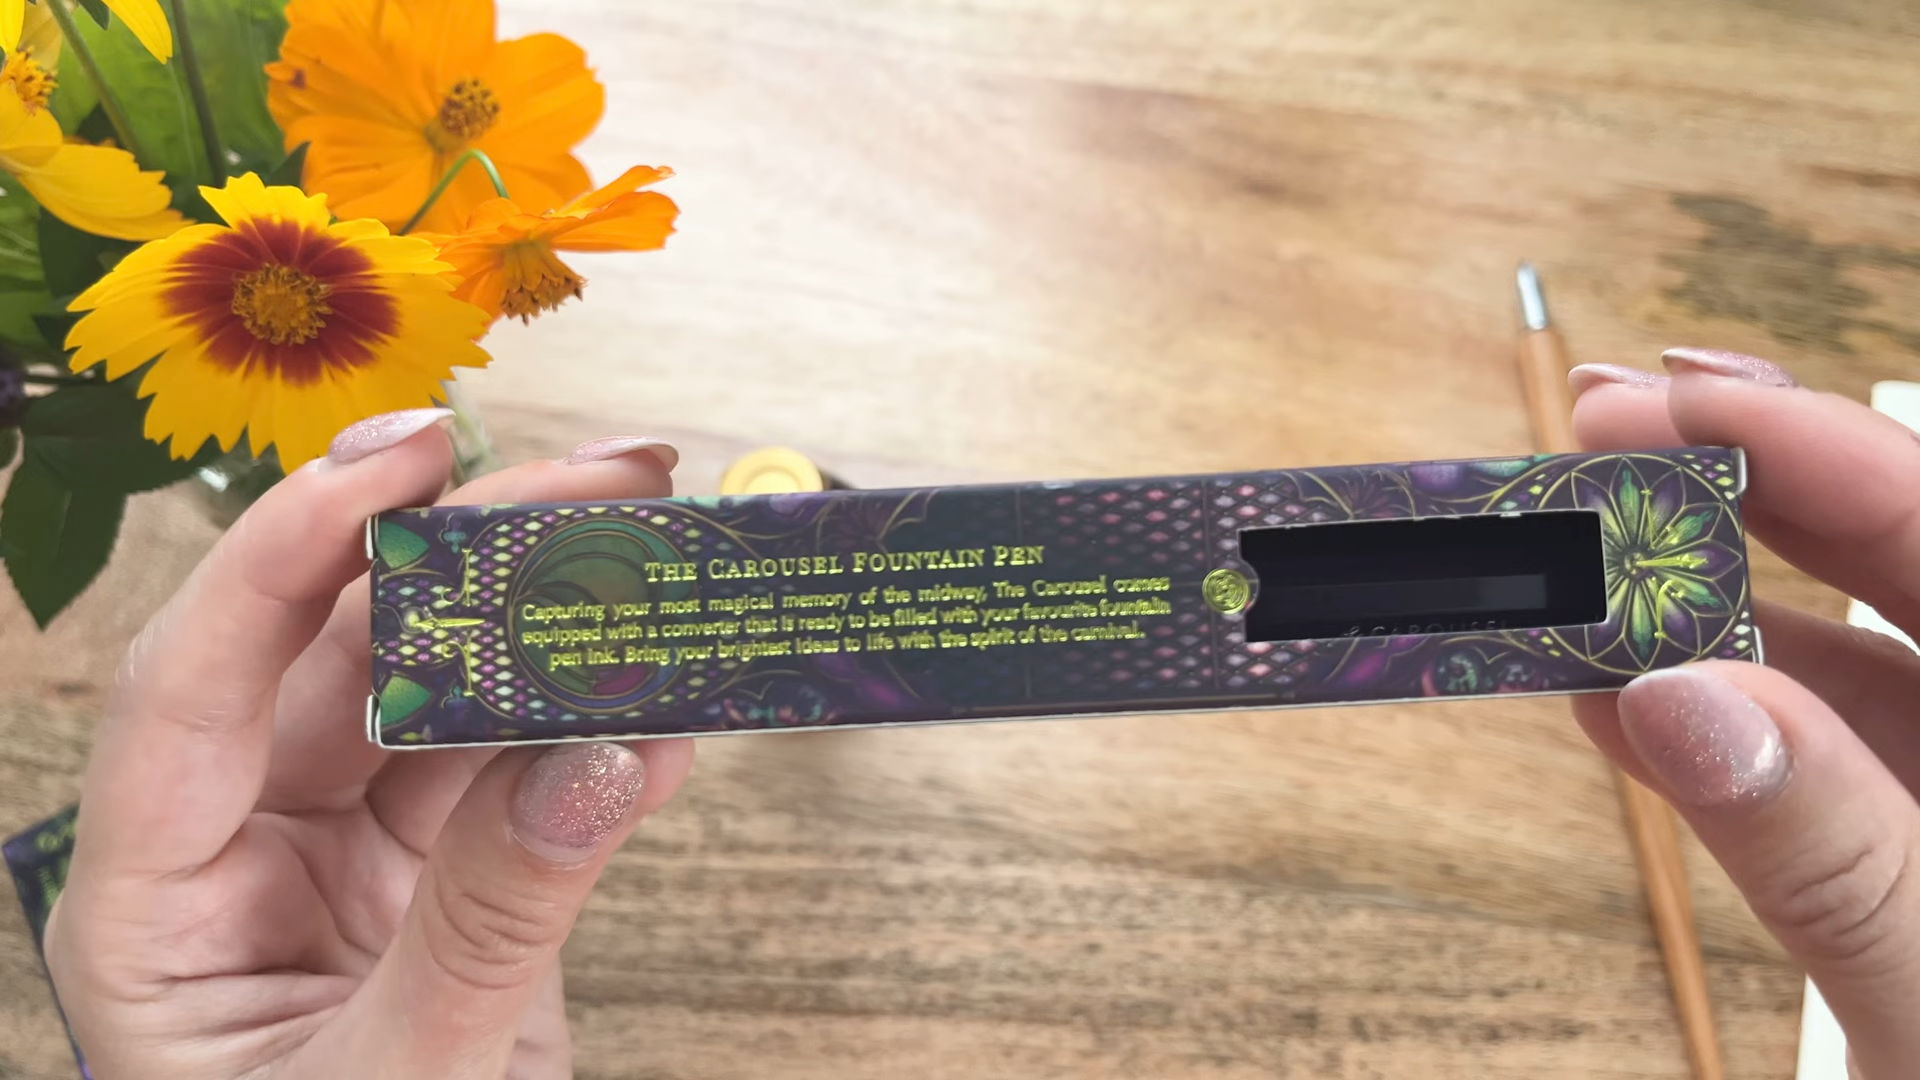 THE CAROUSEL FOUNTAIN PEN
Capturing your most magical memory of the midway, The Carousel comes
equipped with a converter that is ready to be filled with your favourite fountain
pen ink. Bring your brightest ideas to life with the spirit of the carnival.
CAROUSEL